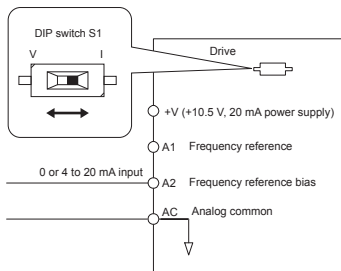 DIP switch S1
V I
Drive
+V (+10.5 V, 20 mA power supply)
A1 Frequency reference
0 or 4 to 20 mA input
A2 Frequency reference bias
AC Analog common